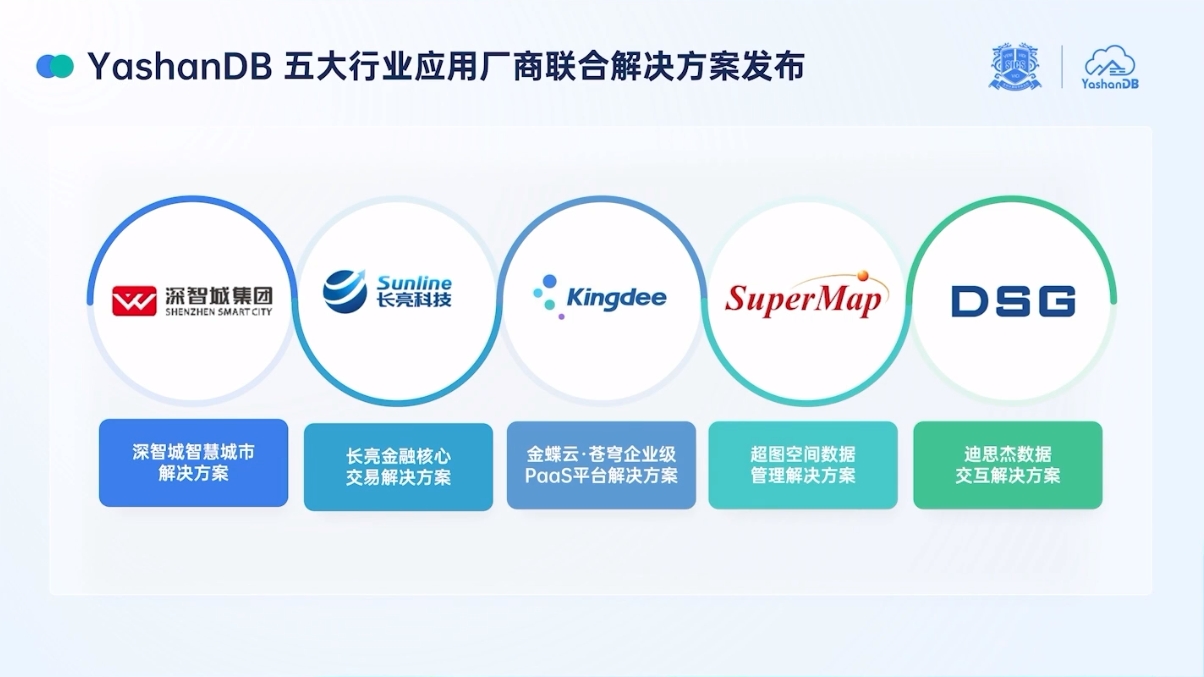 YashanDB 五大行业应用厂商联合解决方案发布
YashanDB
深智城集团
SHENZHEN SMART CITY
Sunline
长亮科技
Kingdee
SuperMap
DSG
深智城智慧城市
解决方案
长亮金融核心
交易解决方案
金蝶云·苍穹企业级
PaaS平台解决方案
超图空间数据
管理解决方案
迪思杰数据
交互解决方案